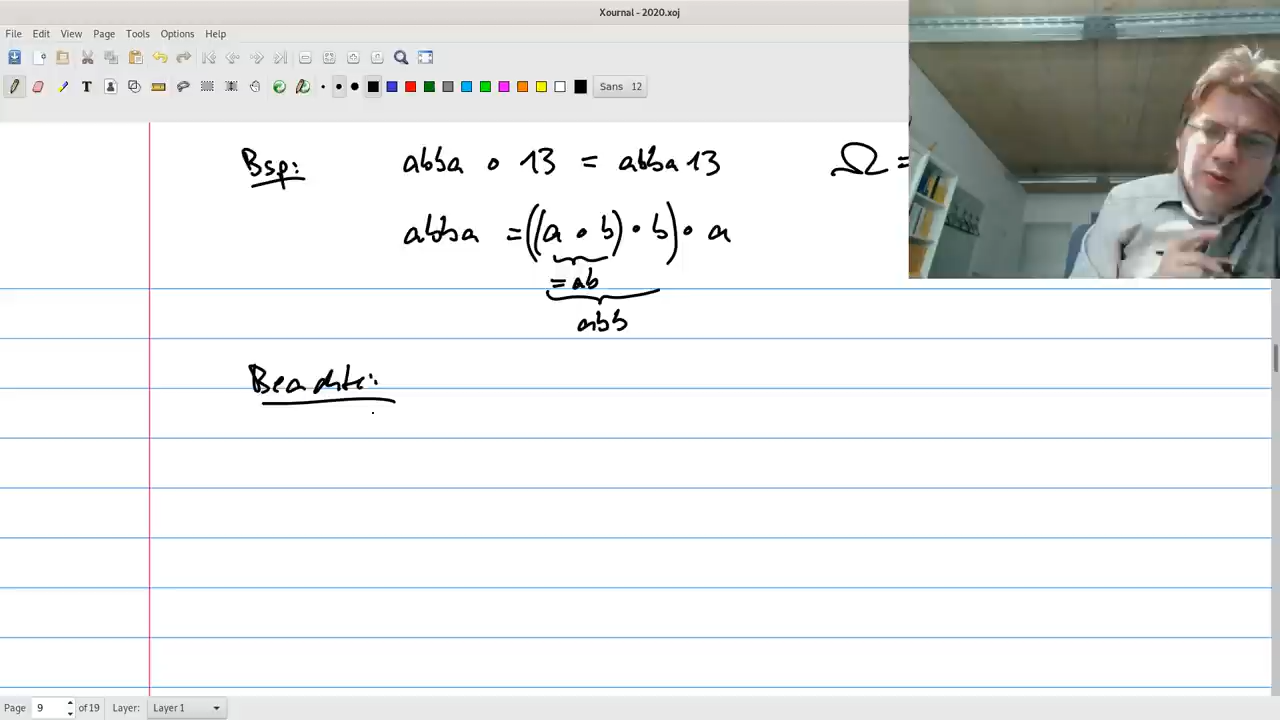 Xournal - 2020.xoj
File Edit View Page Tools Options Help
T Sans 12
Bsp: abba ∘ 13 = abba13 Ω =
abba = ((a ∘ b) ∘ b) ∘ a
= ab
abb
Beachte:
Page 9 of 19 Layer: Layer 1